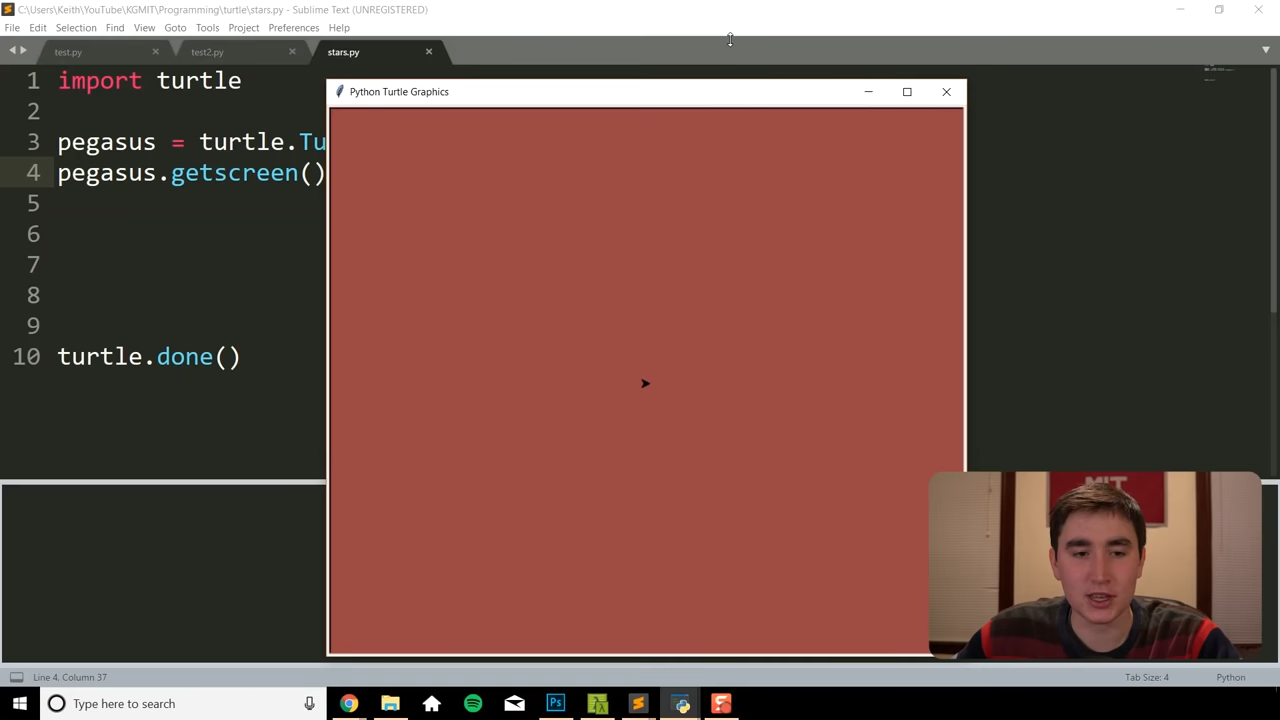 C:\Users\Keith\YouTube\KGMIT\Programming\turtle\stars.py - Sublime Text (UNREGISTERED)
File Edit Selection Find View Goto Tools Project Preferences Help
test.py test2.py stars.py
Python Turtle Graphics
1 import turtle
2
3 pegasus = turtle.Tu
4 pegasus.getscreen()
5
6
7
8
9
10 turtle.done()
MIT
Line 4, Column 37 Tab Size: 4 Python
Type here to search
Ps